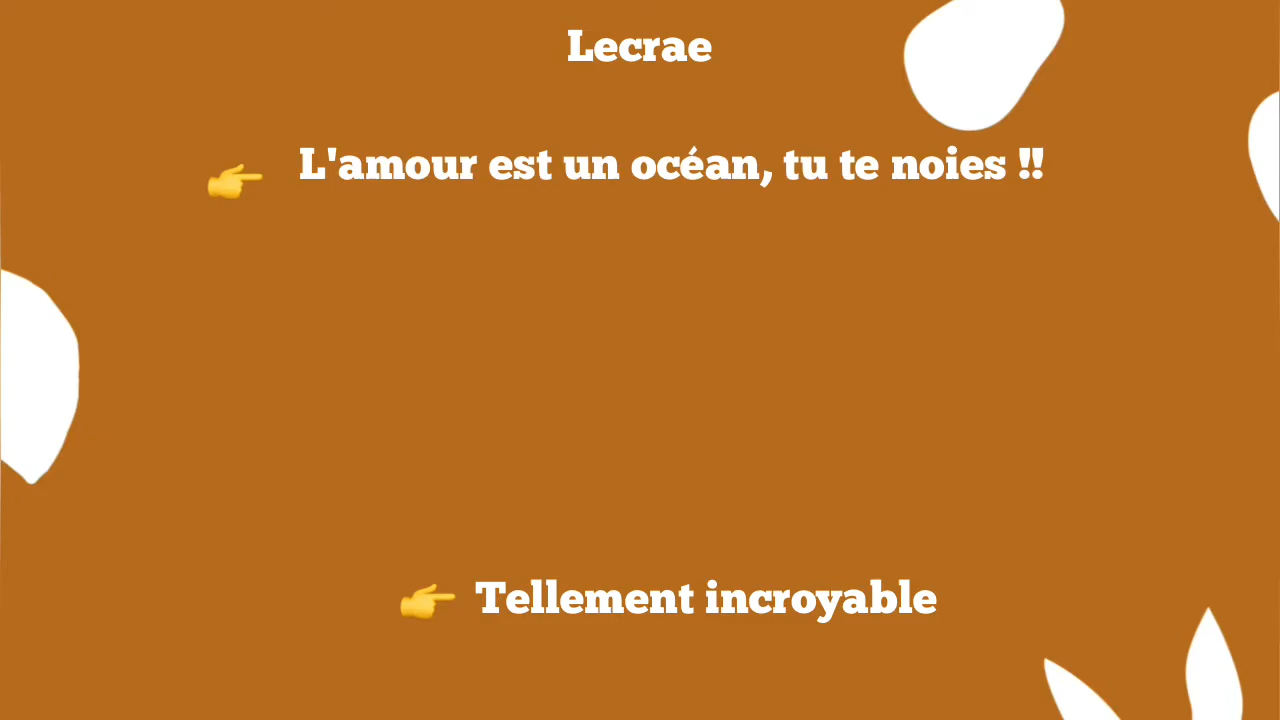 Lecrae
👉 L'amour est un océan, tu te noies !!
👉 Tellement incroyable